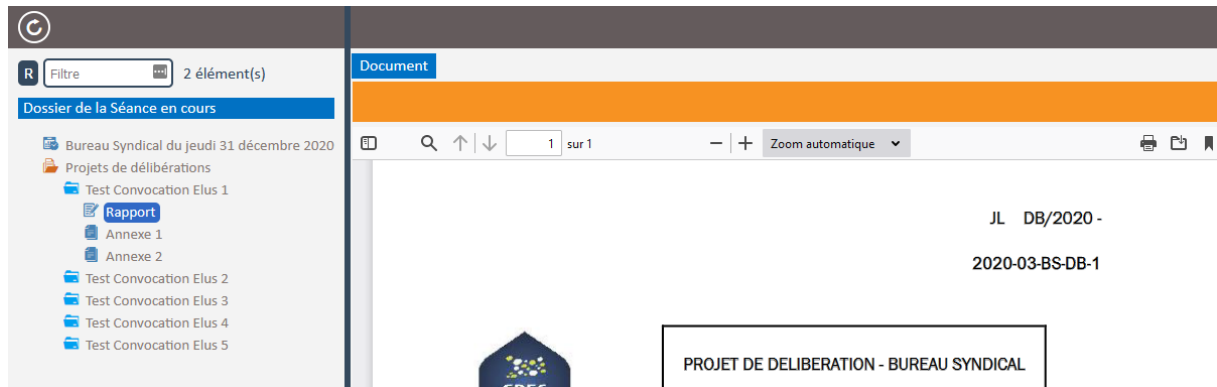 R Filtre 2 élément(s)
Dossier de la Séance en cours
Bureau Syndical du jeudi 31 décembre 2020
Projets de délibérations
Test Convocation Elus 1
Rapport
Annexe 1
Annexe 2
Test Convocation Elus 2
Test Convocation Elus 3
Test Convocation Elus 4
Test Convocation Elus 5
Document
1 sur 1 Zoom automatique
JL DB/2020 -
2020-03-BS-DB-1
PROJET DE DELIBERATION - BUREAU SYNDICAL